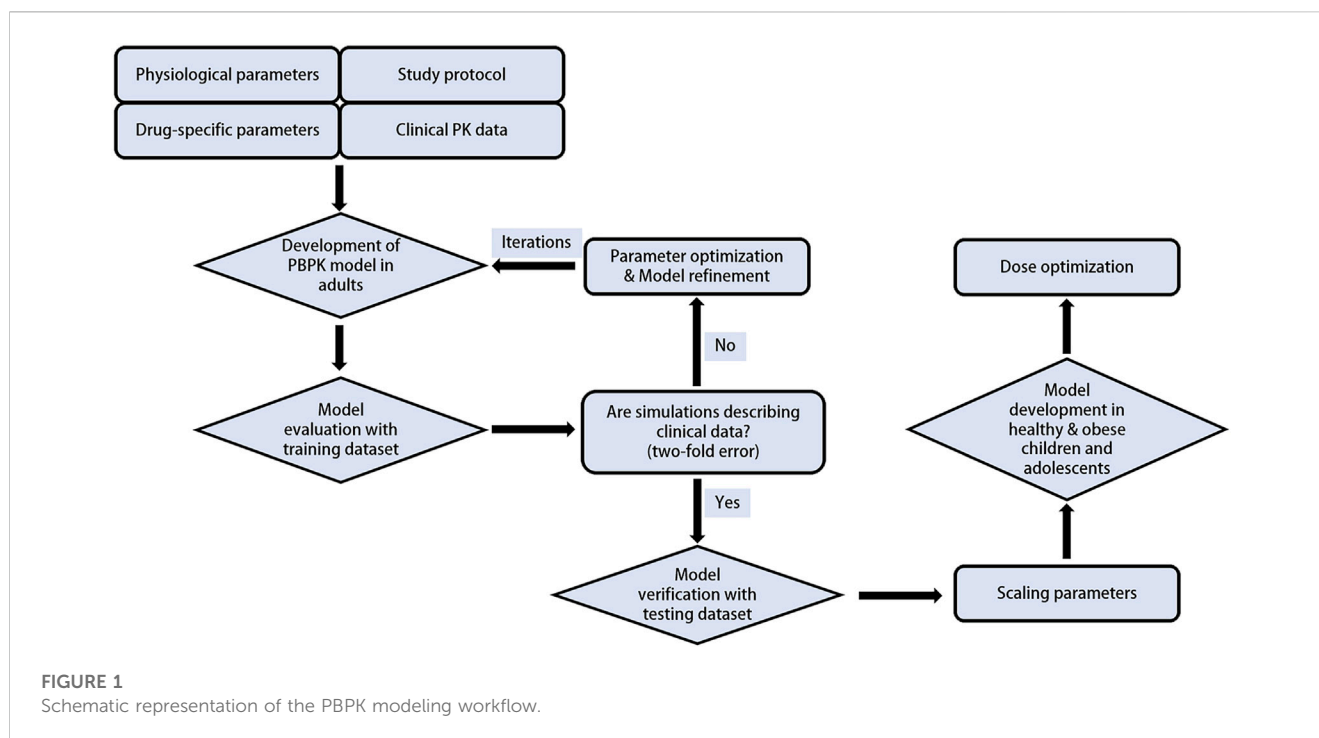 Physiological parameters
Study protocol
Drug-specific parameters
Clinical PK data
Development of
PBPK model in
adults
Iterations
Parameter optimization
& Model refinement
Dose optimization
No
Model
evaluation with
training dataset
Are simulations describing
clinical data?
(two-fold error)
Model
development in
healthy & obese
children and
adolescents
Yes
Model
verification with
testing dataset
Scaling parameters
FIGURE 1
Schematic representation of the PBPK modeling workflow.